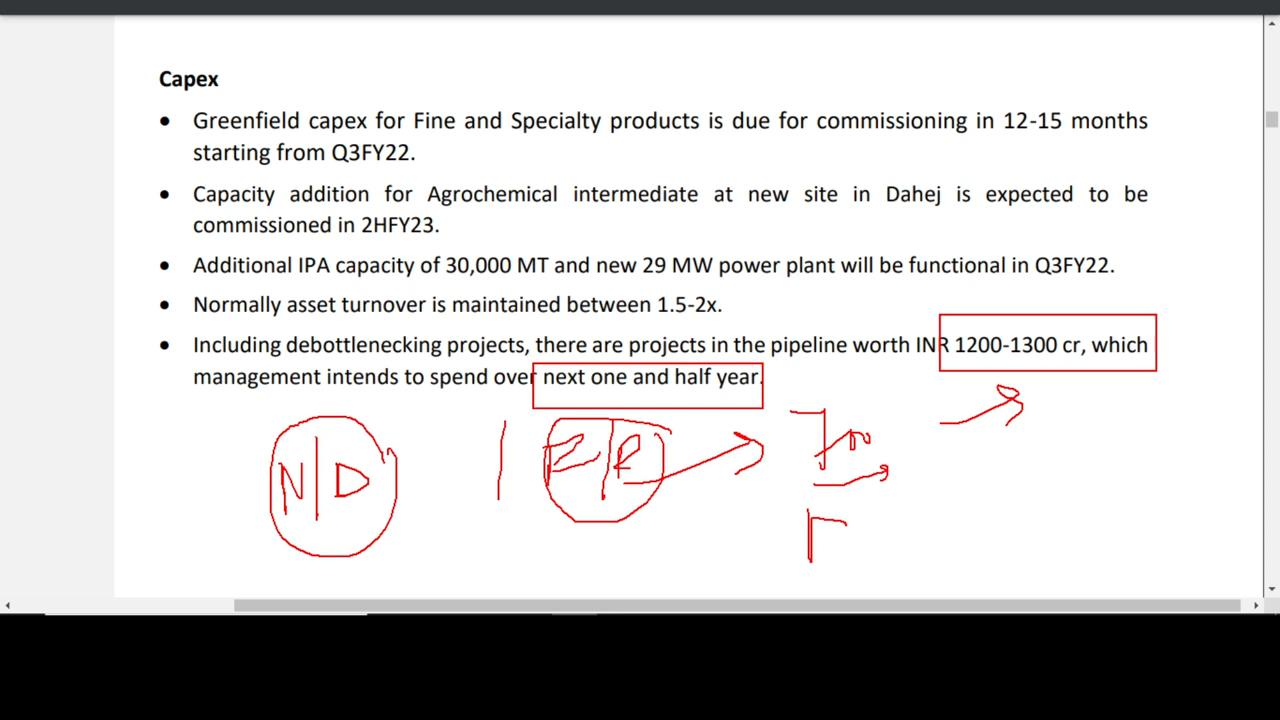 Capex
• Greenfield capex for Fine and Specialty products is due for commissioning in 12-15 months
starting from Q3FY22.
• Capacity addition for Agrochemical intermediate at new site in Dahej is expected to be
commissioned in 2HFY23.
• Additional IPA capacity of 30,000 MT and new 29 MW power plant will be functional in Q3FY22.
• Normally asset turnover is maintained between 1.5-2x.
• Including debottlenecking projects, there are projects in the pipeline worth INR 1200-1300 cr, which
management intends to spend over next one and half year.
N | D